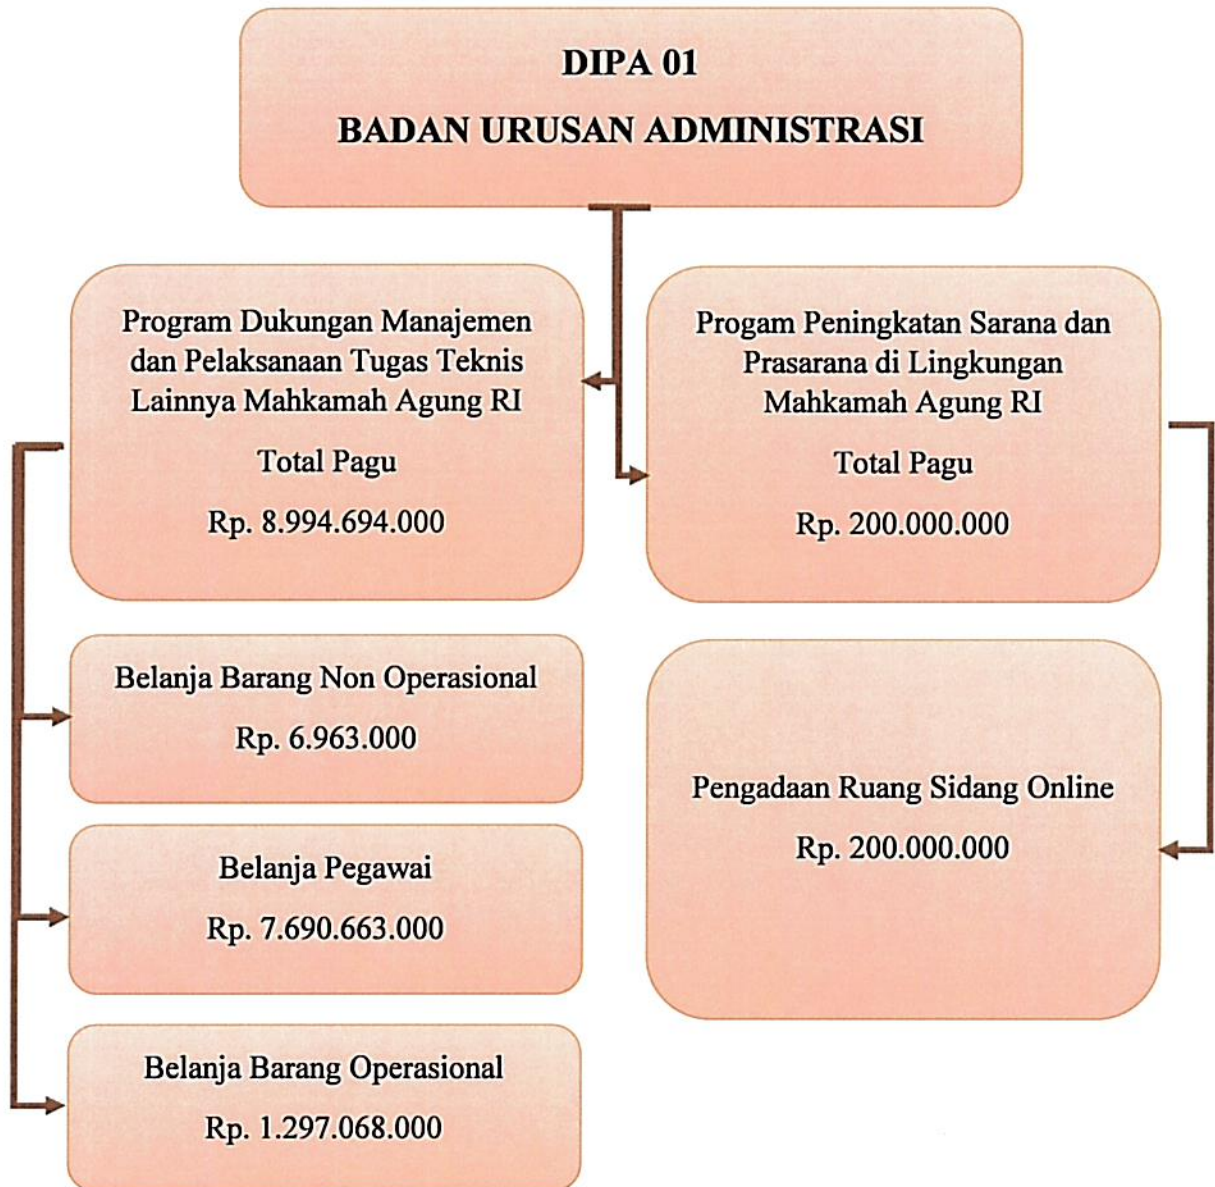 DIPA 01
BADAN URUSAN ADMINISTRASI
Program Dukungan Manajemen
dan Pelaksanaan Tugas Teknis
Lainnya Mahkamah Agung RI
Total Pagu
Rp. 8.994.694.000
Progam Peningkatan Sarana dan
Prasarana di Lingkungan
Mahkamah Agung RI
Total Pagu
Rp. 200.000.000
Belanja Barang Non Operasional
Rp. 6.963.000
Belanja Pegawai
Rp. 7.690.663.000
Belanja Barang Operasional
Rp. 1.297.068.000
Pengadaan Ruang Sidang Online
Rp. 200.000.000